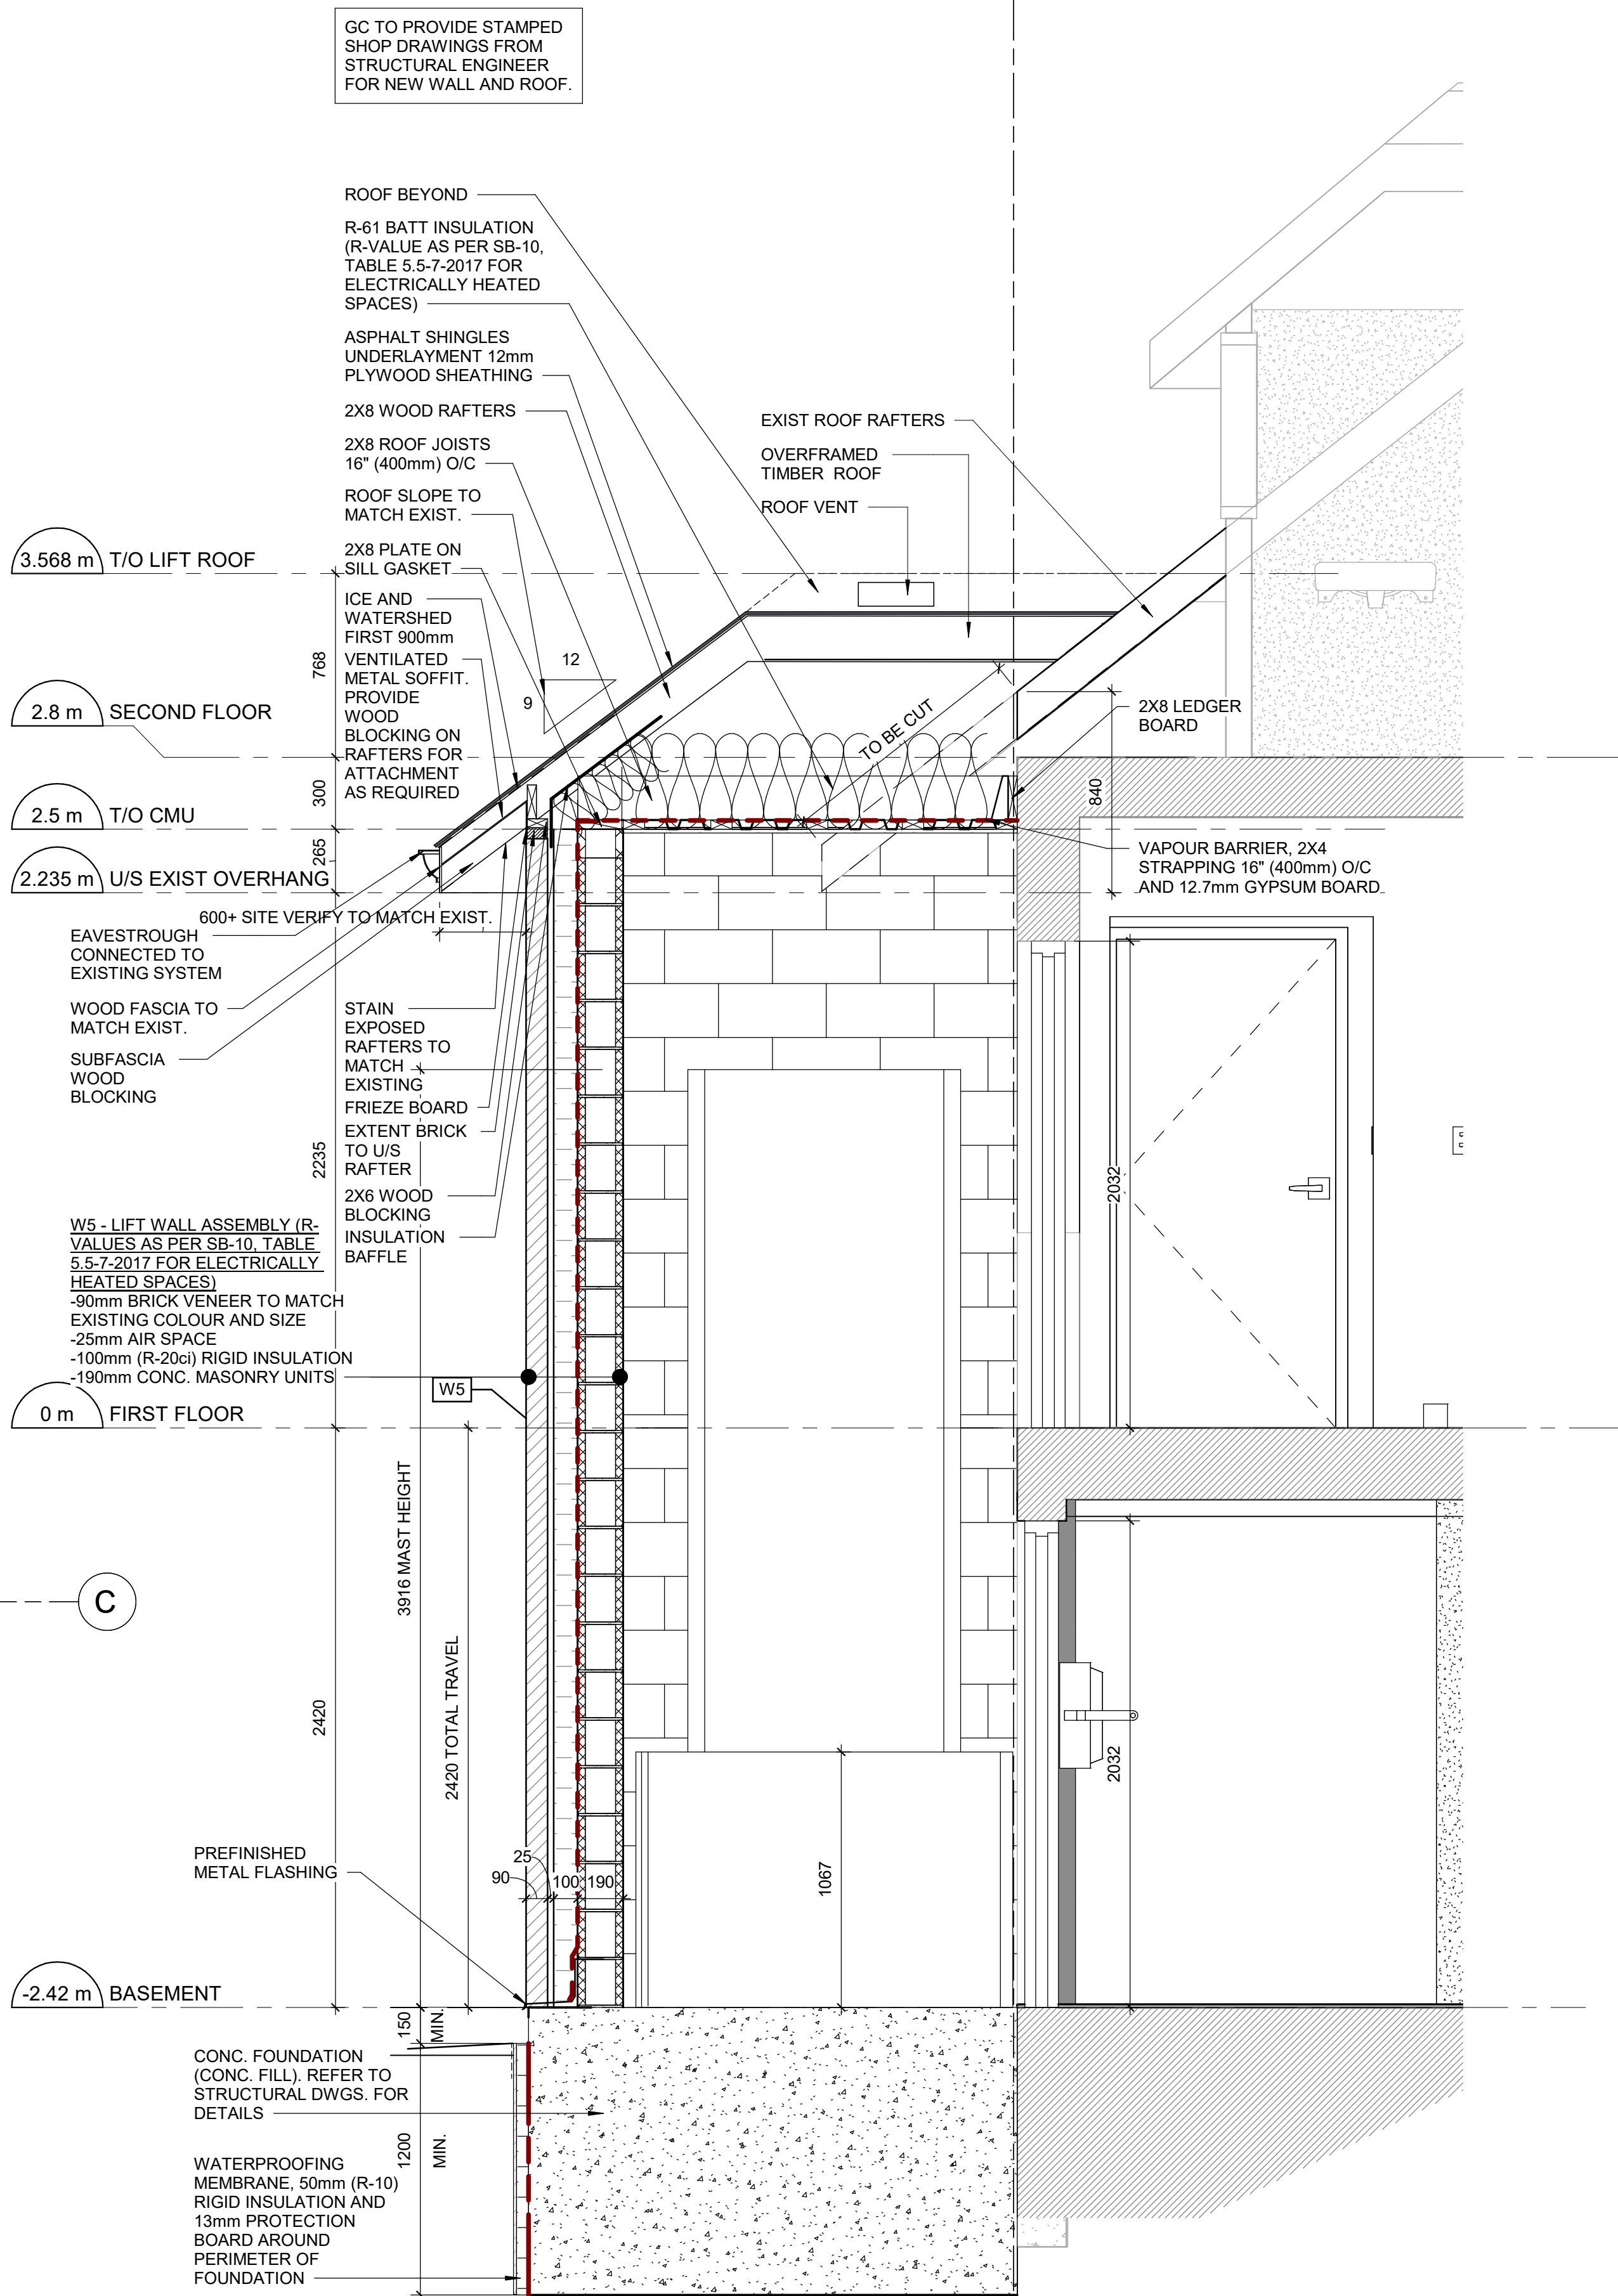 GC TO PROVIDE STAMPED
SHOP DRAWINGS FROM
STRUCTURAL ENGINEER
FOR NEW WALL AND ROOF.
ROOF BEYOND
R-61 BATT INSULATION
(R-VALUE AS PER SB-10,
TABLE 5.5-7-2017 FOR
ELECTRICALLY HEATED
SPACES)
ASPHALT SHINGLES
UNDERLAYMENT 12mm
PLYWOOD SHEATHING
2X8 WOOD RAFTERS
2X8 ROOF JOISTS
16" (400mm) O/C
ROOF SLOPE TO
MATCH EXIST.
2X8 PLATE ON
SILL GASKET
ICE AND
WATERSHED
FIRST 900mm
VENTILATED
METAL SOFFIT.
PROVIDE
WOOD
BLOCKING ON
RAFTERS FOR
ATTACHMENT
AS REQUIRED
EXIST ROOF RAFTERS
OVERFRAMED
TIMBER ROOF
ROOF VENT
12
9
TO BE CUT
2X8 LEDGER
BOARD
840
VAPOUR BARRIER, 2X4
STRAPPING 16" (400mm) O/C
AND 12.7mm GYPSUM BOARD
3.568 m T/O LIFT ROOF
768
2.8 m SECOND FLOOR
300
2.5 m T/O CMU
265
2.235 m U/S EXIST OVERHANG
600+ SITE VERIFY TO MATCH EXIST.
EAVESTROUGH
CONNECTED TO
EXISTING SYSTEM
WOOD FASCIA TO
MATCH EXIST.
SUBFASCIA
WOOD
BLOCKING
STAIN
EXPOSED
RAFTERS TO
MATCH
EXISTING
FRIEZE BOARD
EXTENT BRICK
TO U/S
RAFTER
2X6 WOOD
BLOCKING
INSULATION
BAFFLE
2235
2032
W5 - LIFT WALL ASSEMBLY (R-
VALUES AS PER SB-10, TABLE
5.5-7-2017 FOR ELECTRICALLY
HEATED SPACES)
-90mm BRICK VENEER TO MATCH
EXISTING COLOUR AND SIZE
-25mm AIR SPACE
-100mm (R-20ci) RIGID INSULATION
-190mm CONC. MASONRY UNITS
W5
0 m FIRST FLOOR
3916 MAST HEIGHT
C
2420
2420 TOTAL TRAVEL
2032
PREFINISHED
METAL FLASHING
25
90
100
190
1067
-2.42 m BASEMENT
150
MIN.
CONC. FOUNDATION
(CONC. FILL). REFER TO
STRUCTURAL DWGS. FOR
DETAILS
1200
MIN.
WATERPROOFING
MEMBRANE, 50mm (R-10)
RIGID INSULATION AND
13mm PROTECTION
BOARD AROUND
PERIMETER OF
FOUNDATION